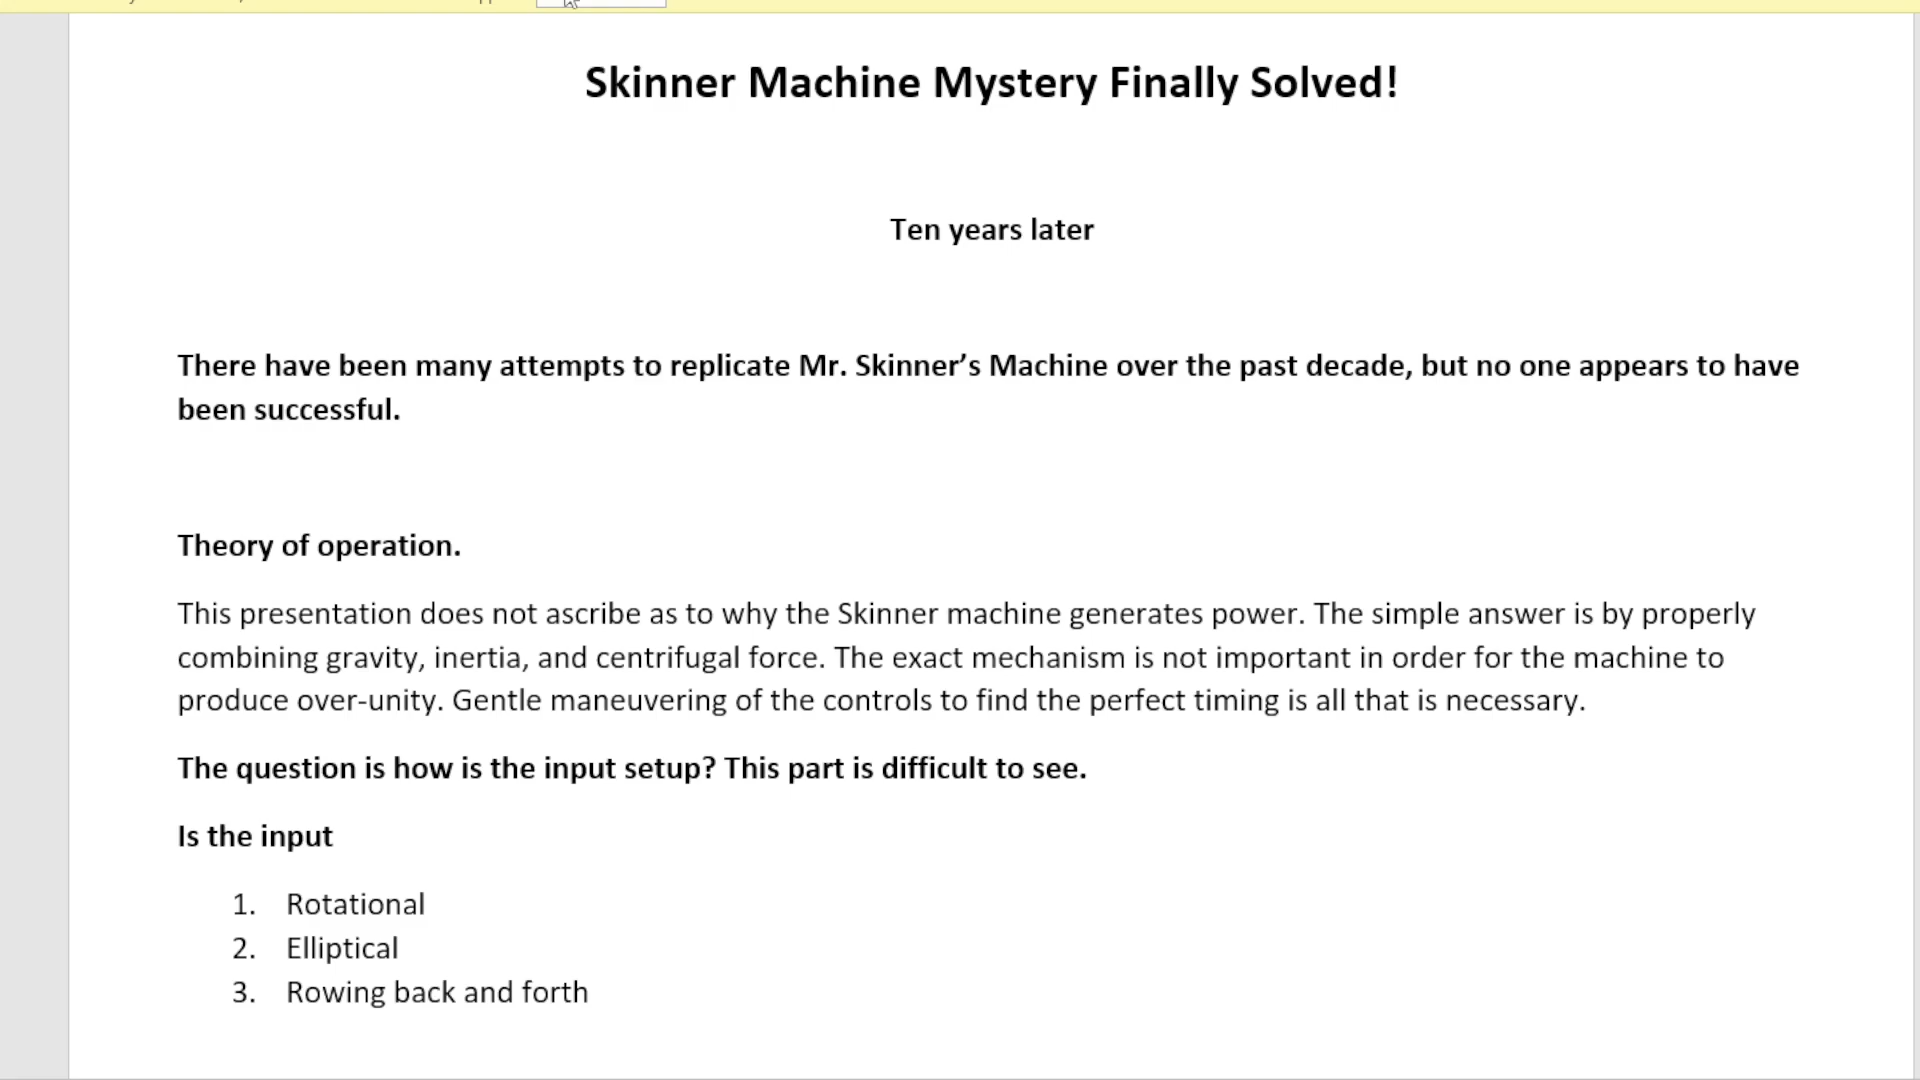 Skinner Machine Mystery Finally Solved!
Ten years later
There have been many attempts to replicate Mr. Skinner’s Machine over the past decade, but no one appears to have
been successful.
Theory of operation.
This presentation does not ascribe as to why the Skinner machine generates power. The simple answer is by properly
combining gravity, inertia, and centrifugal force. The exact mechanism is not important in order for the machine to
produce over-unity. Gentle maneuvering of the controls to find the perfect timing is all that is necessary.
The question is how is the input setup? This part is difficult to see.
Is the input
1. Rotational
2. Elliptical
3. Rowing back and forth